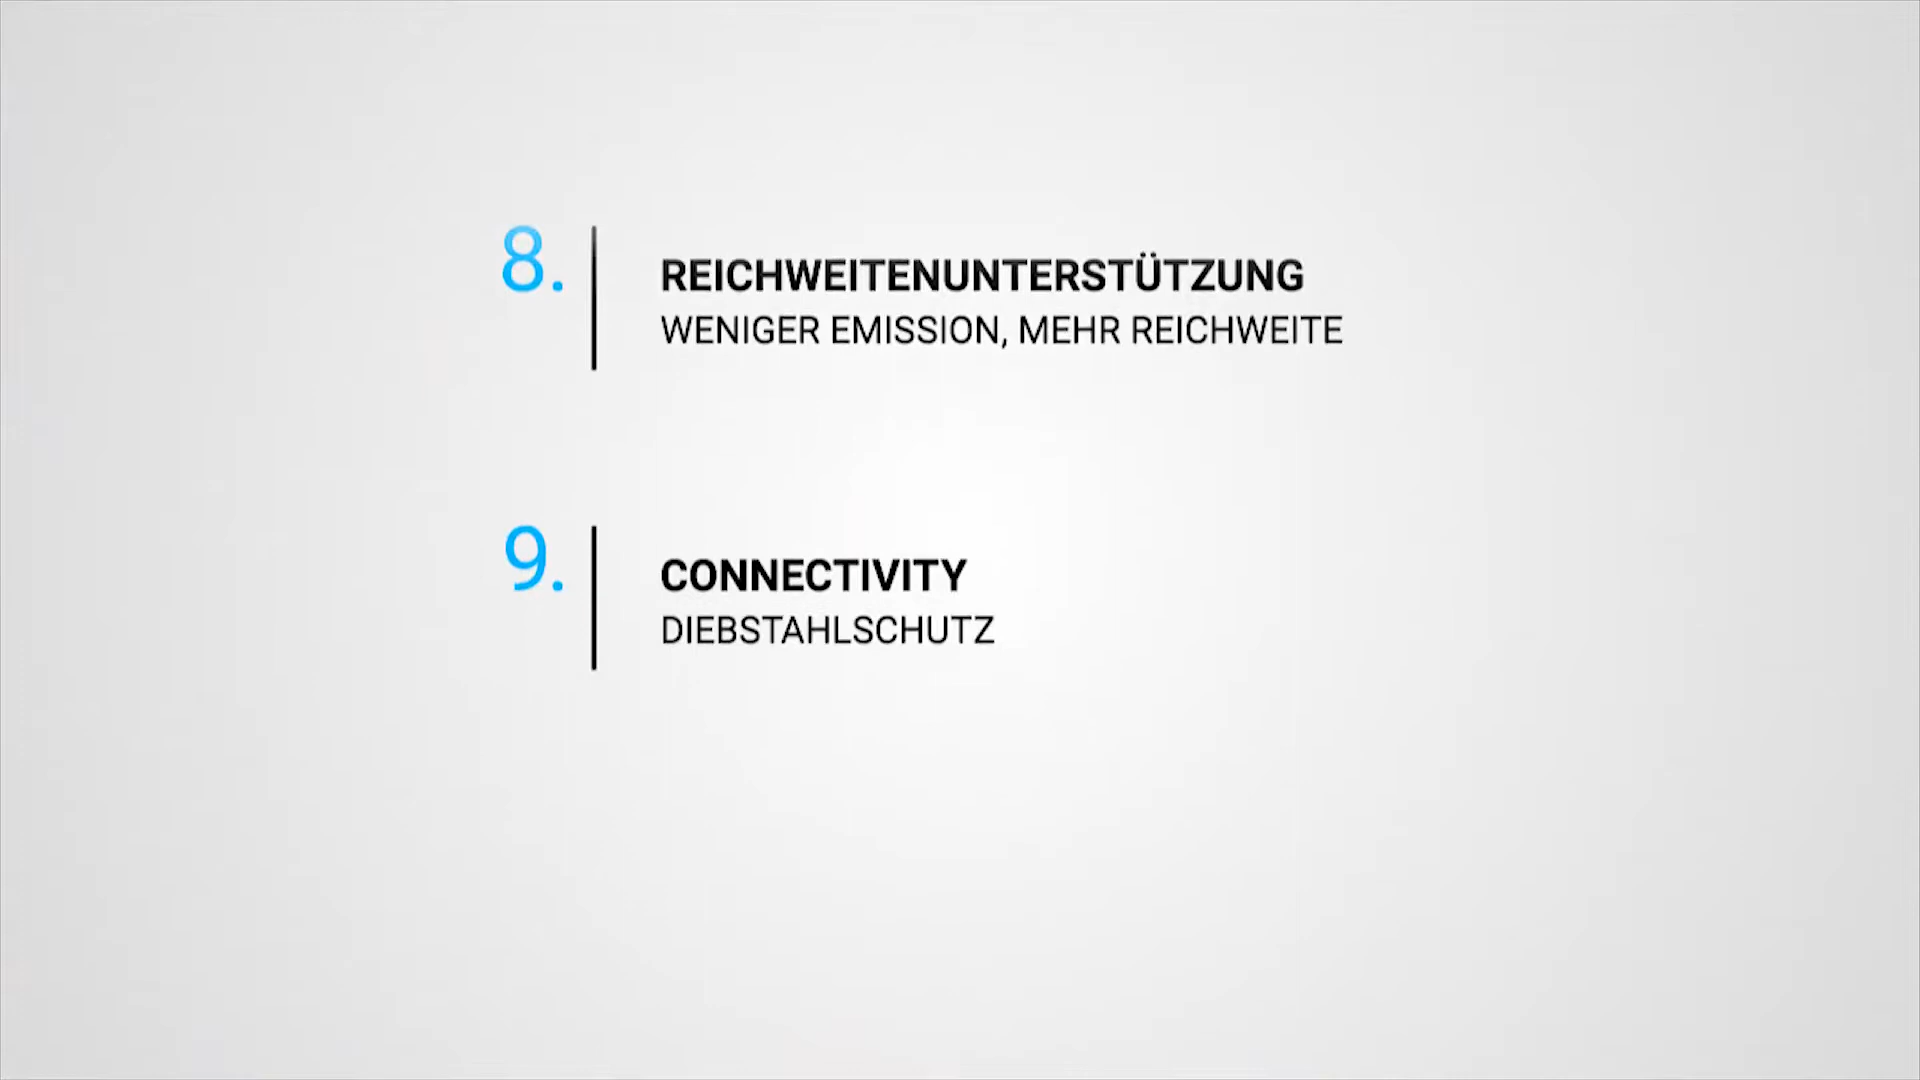 8.
REICHWEITENUNTERSTÜTZUNG
WENIGER EMISSION, MEHR REICHWEITE
9.
CONNECTIVITY
DIEBSTAHLSCHUTZ